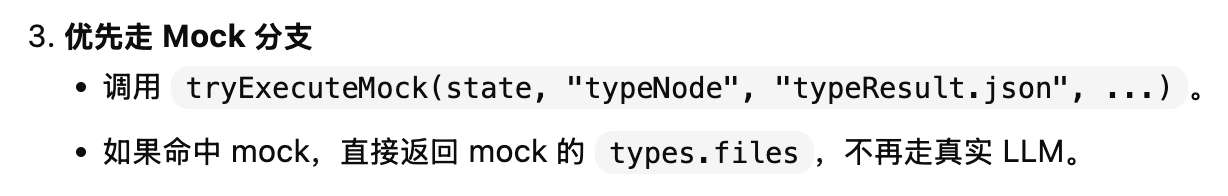 3. 优先走 Mock 分支
• 调用 tryExecuteMock(state, "typeNode", "typeResult.json", ...) 。
• 如果命中 mock，直接返回 mock 的 types.files ，不再走真实 LLM。